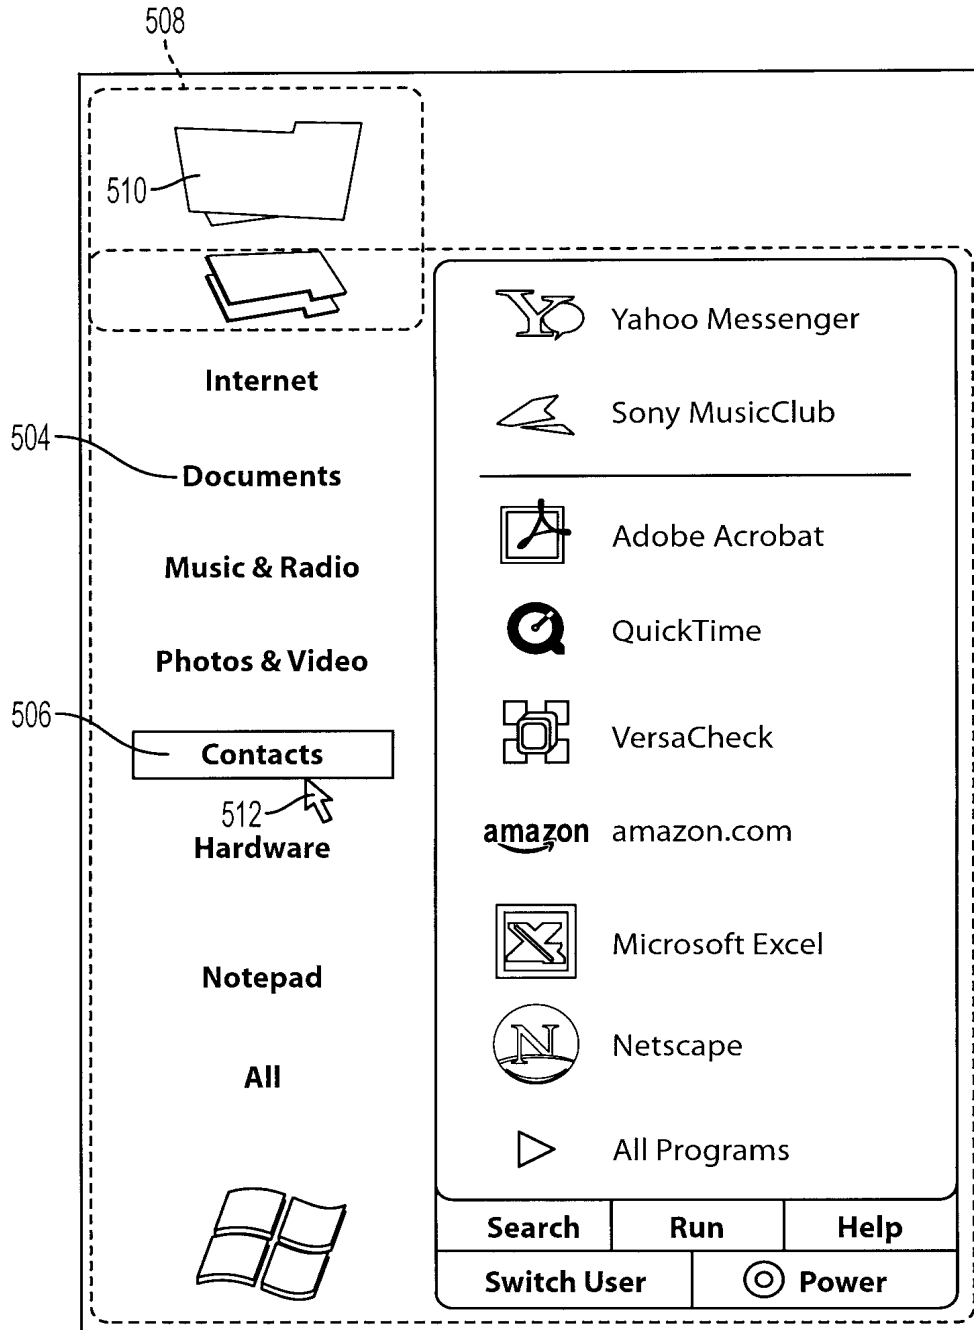 508
510
Yahoo Messenger
Internet
Sony MusicClub
504
Documents
Adobe Acrobat
Music & Radio
QuickTime
Photos & Video
506
Contacts
VersaCheck
512
amazon amazon.com
Hardware
Microsoft Excel
Notepad
N Netscape
All
All Programs
Search Run Help
Switch User Power